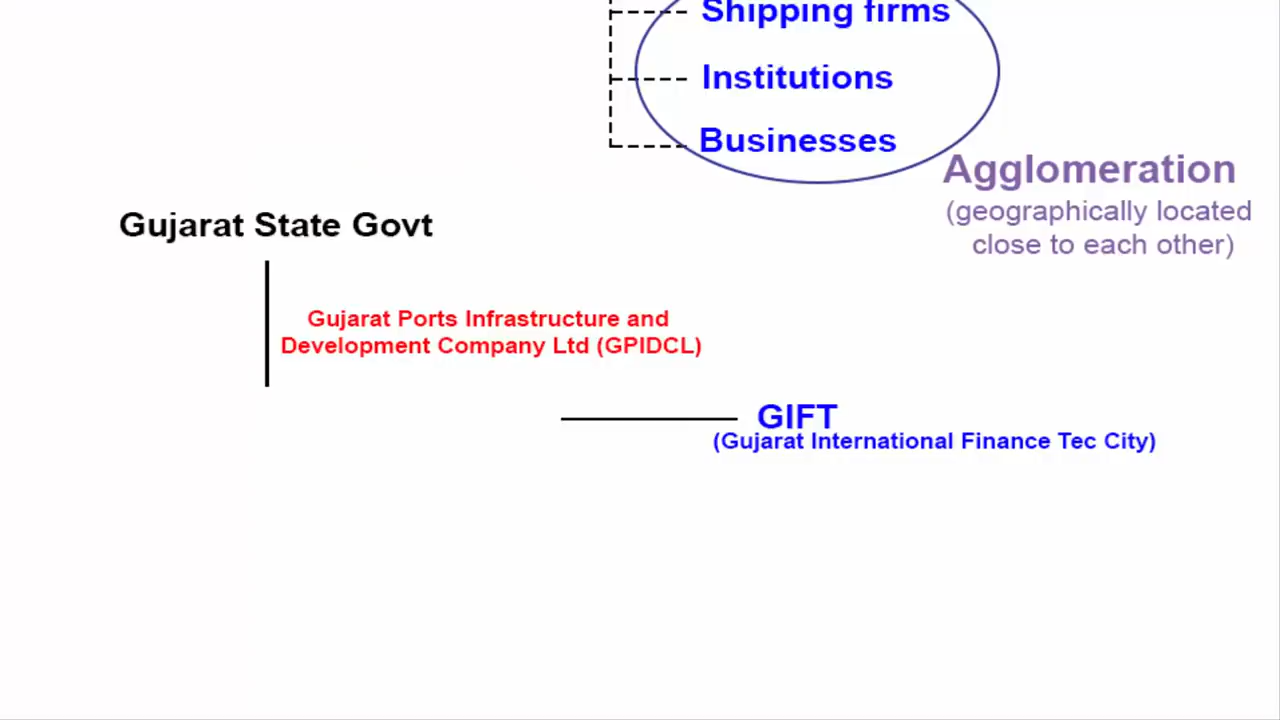 Shipping firms
Institutions
Businesses
Agglomeration
(geographically located
close to each other)
Gujarat State Govt
Gujarat Ports Infrastructure and
Development Company Ltd (GPIDCL)
GIFT
(Gujarat International Finance Tec City)